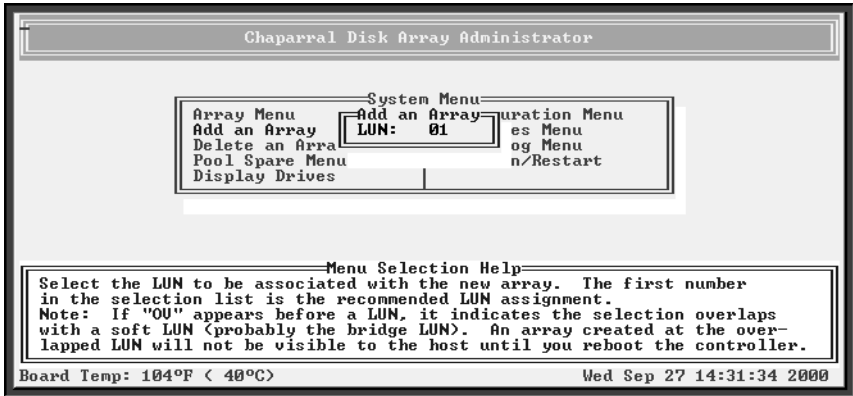 Chaparral Disk Array Administrator
System Menu
Array Menu
Add an Array
uration Menu
Add an Array
LUN: 01
es Menu
Delete an Arra
og Menu
Pool Spare Menu
n/Restart
Display Drives
Menu Selection Help
Select the LUN to be associated with the new array. The first number
in the selection list is the recommended LUN assignment.
Note: If "OV" appears before a LUN, it indicates the selection overlaps
with a soft LUN (probably the bridge LUN). An array created at the over-
lapped LUN will not be visible to the host until you reboot the controller.
Board Temp: 104ºF ( 40ºC)
Wed Sep 27 14:31:34 2000